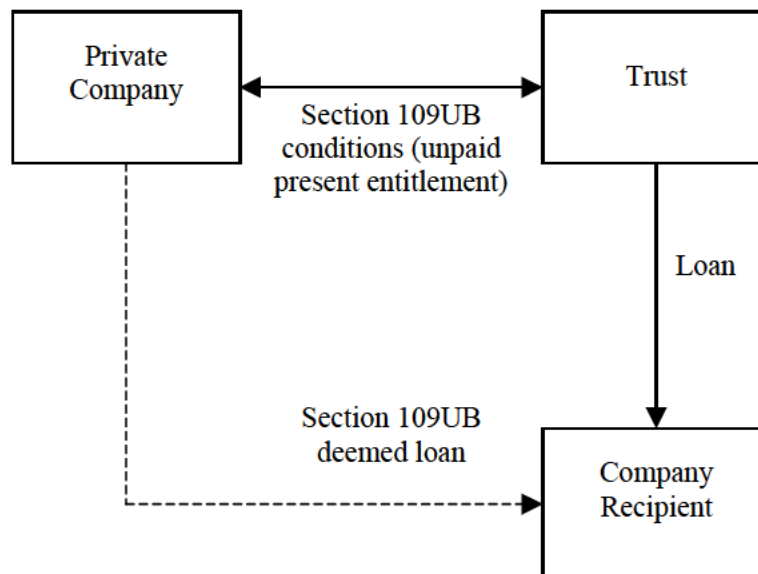 Private
Company
Trust
Section 109UB
conditions (unpaid
present entitlement)
Loan
Section 109UB
deemed loan
Company
Recipient